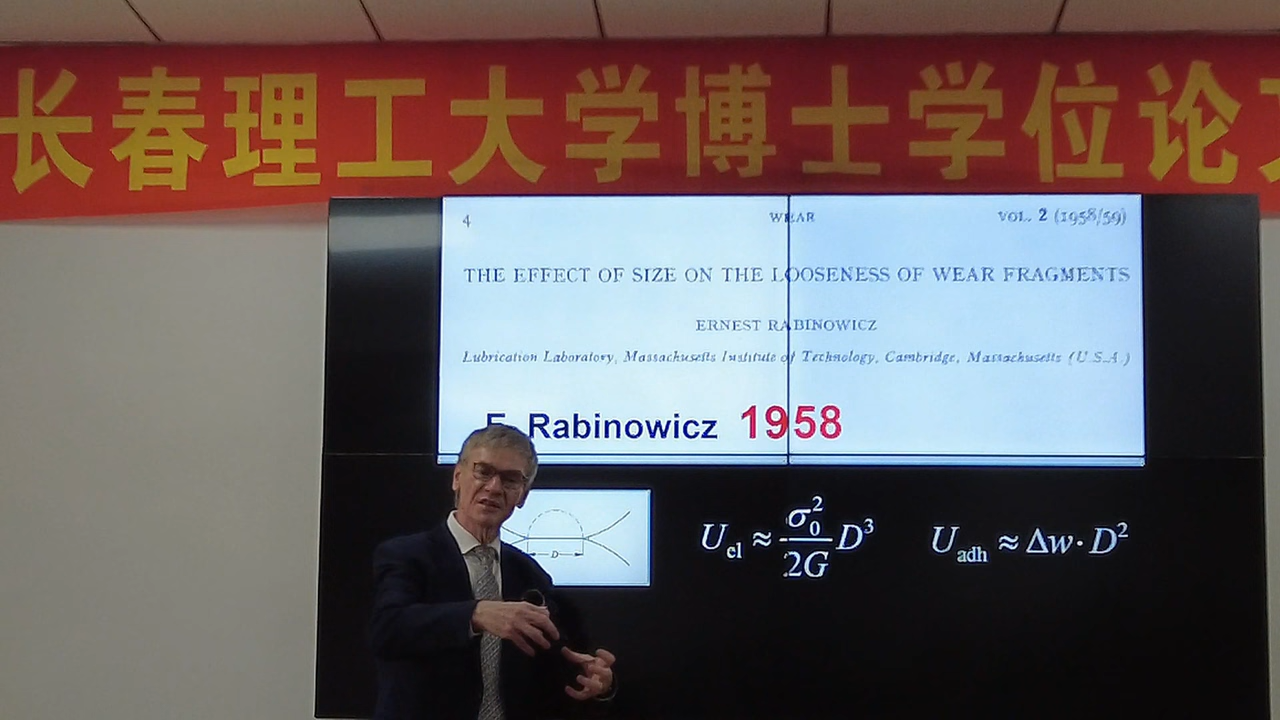 长春理工大学博士学位论
4 WEAR VOL. 2 (1958/59)
THE EFFECT OF SIZE ON THE LOOSENESS OF WEAR FRAGMENTS
ERNEST RABINOWICZ
Lubrication Laboratory, Massachusetts Institute of Technology, Cambridge, Massachusetts (U.S.A.)
Rabinowicz 1958
D
U_el ≈ σ_0^2/2G D^3 U_adh ≈ Δw · D^2